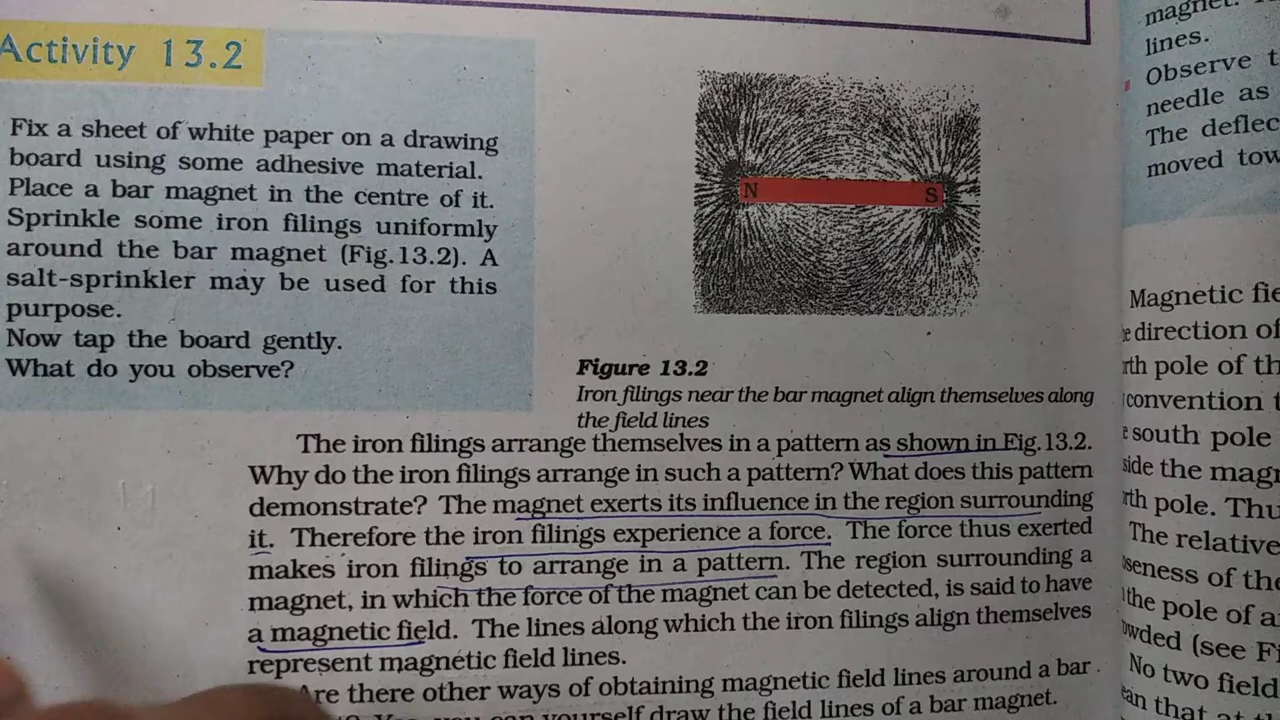 Activity 13.2
Fix a sheet of white paper on a drawing
board using some adhesive material.
Place a bar magnet in the centre of it.
Sprinkle some iron filings uniformly
around the bar magnet (Fig.13.2). A
salt-sprinkler may be used for this
purpose.
Now tap the board gently.
What do you observe?
N
S
Figure 13.2
Iron filings near the bar magnet align themselves along
the field lines
The iron filings arrange themselves in a pattern as shown in Fig.13.2.
Why do the iron filings arrange in such a pattern? What does this pattern
demonstrate? The magnet exerts its influence in the region surrounding
it. Therefore the iron filings experience a force. The force thus exerted
makes iron filings to arrange in a pattern. The region surrounding a
magnet, in which the force of the magnet can be detected, is said to have
a magnetic field. The lines along which the iron filings align themselves
represent magnetic field lines.
Are there other ways of obtaining magnetic field lines around a bar
you can yourself draw the field lines of a bar magnet.
magnet.
lines.
Observe
needle as
The
moved
Magnetic
direction of
pole of
convention
south pole
the
pole.
The relative
of
the pole of
(see
No two field
that